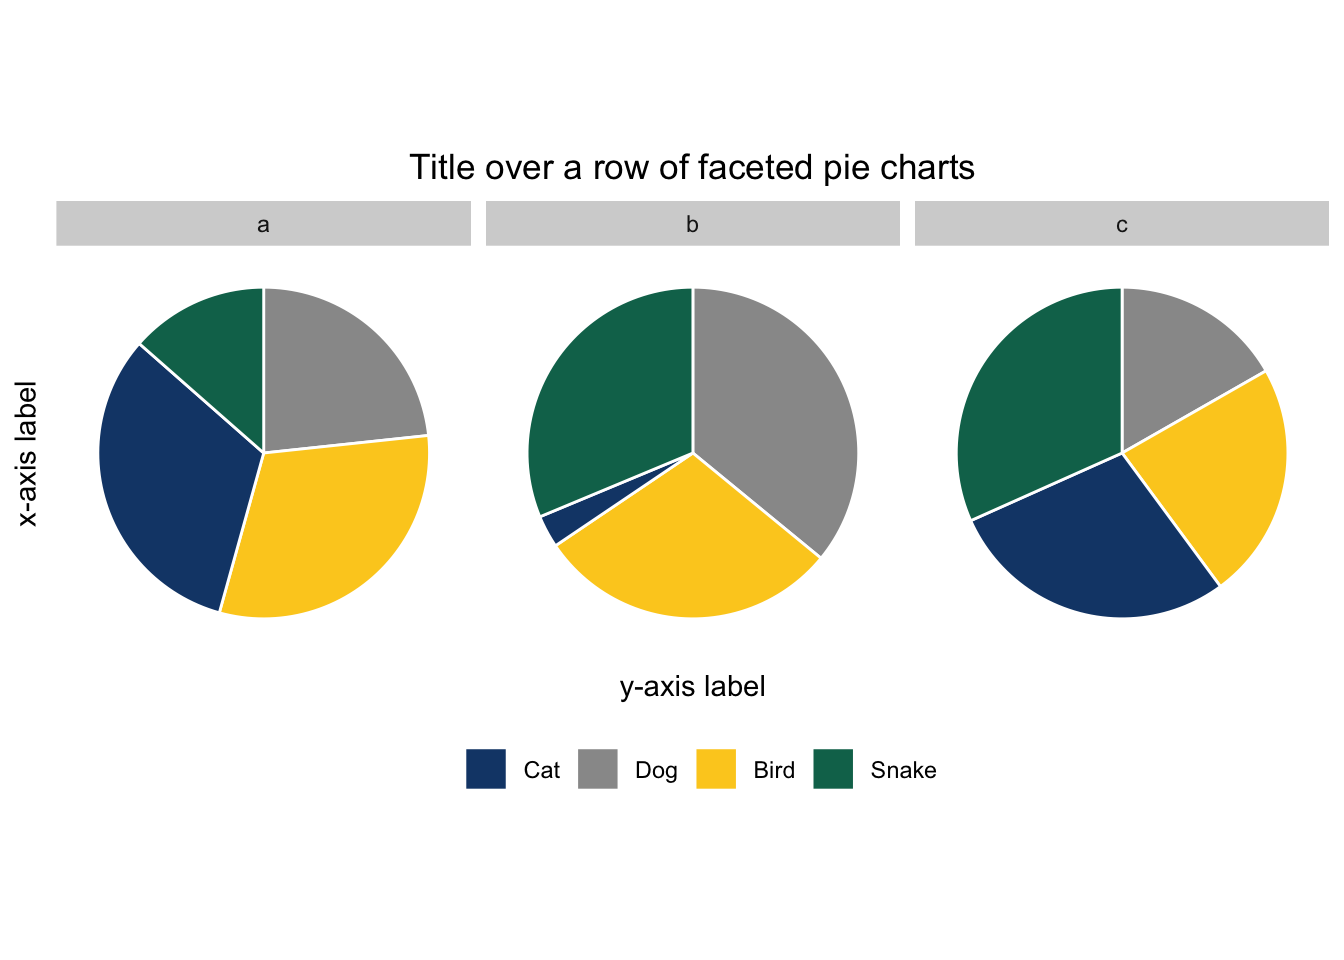 Title over a row of faceted pie charts
a b c
x-axis label
y-axis label
Cat Dog Bird Snake